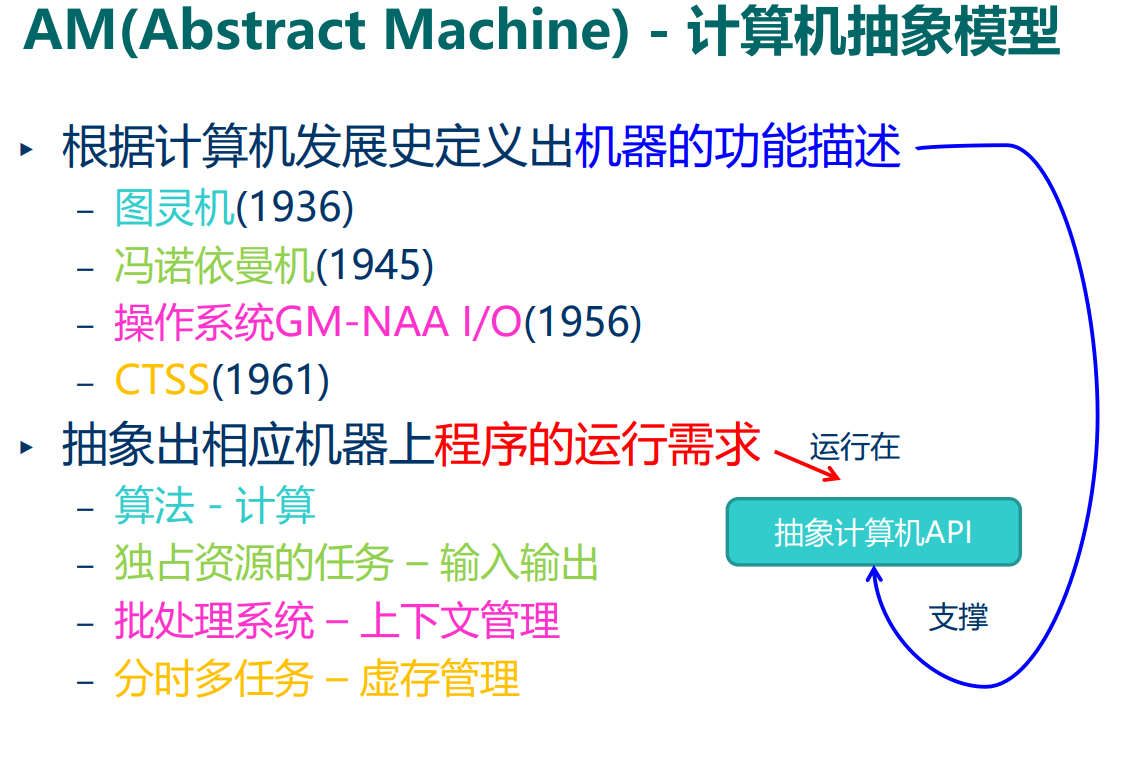 AM(Abstract Machine) - 计算机抽象模型
▸ 根据计算机发展史定义出机器的功能描述
– 图灵机(1936)
– 冯诺依曼机(1945)
– 操作系统GM-NAA I/O(1956)
– CTSS(1961)
▸ 抽象出相应机器上程序的运行需求
运行在
– 算法 - 计算
抽象计算机API
– 独占资源的任务 – 输入输出
– 批处理系统 – 上下文管理
支撑
– 分时多任务 – 虚存管理